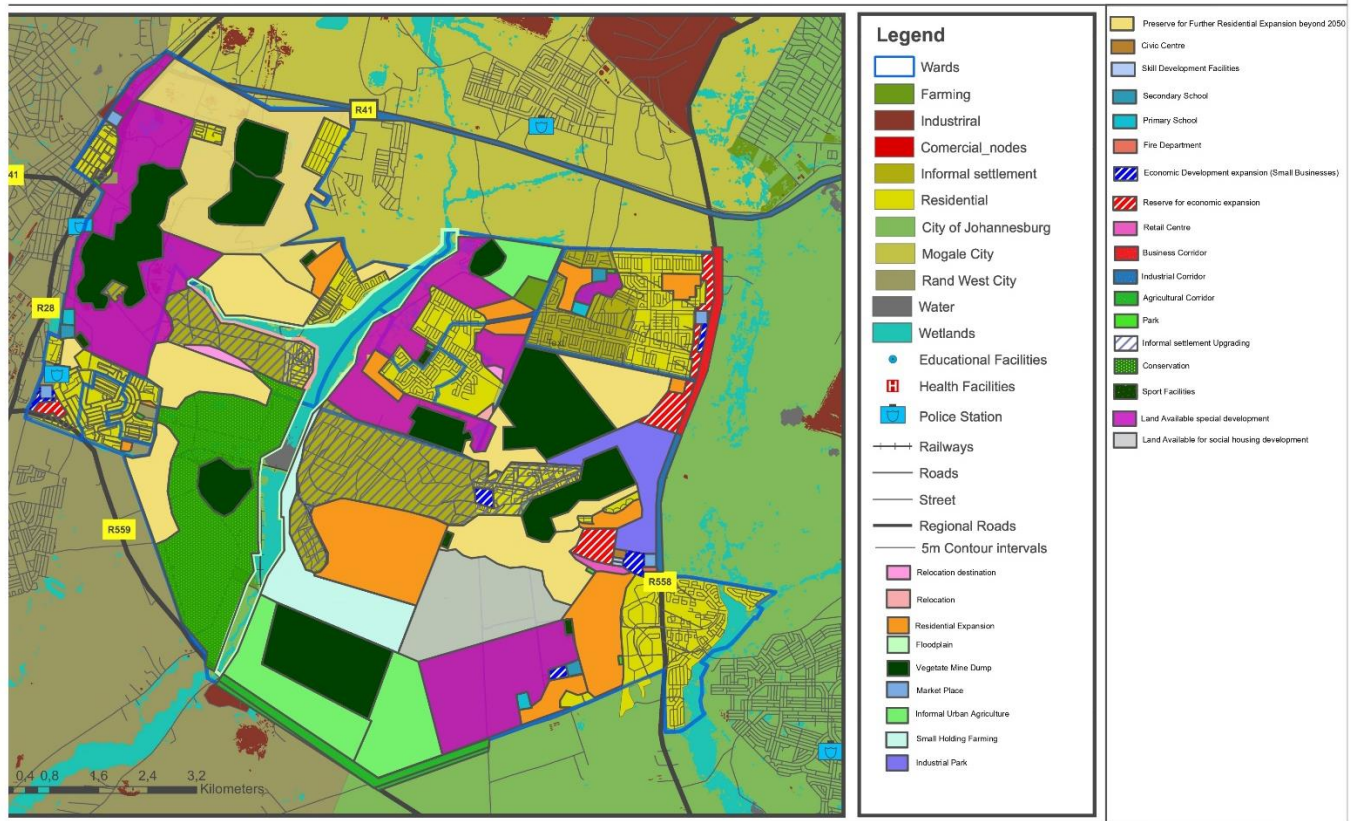 R41
41
R28
R559
R558
0,4 0,8 1,6 2,4 3,2
Kilometers
Legend
Wards
Farming
Industriral
Comercial_nodes
Informal settlement
Residential
City of Johannesburg
Mogale City
Rand West City
Water
Wetlands
Educational Facilities
H Health Facilities
Police Station
Railways
Roads
Street
Regional Roads
5m Contour intervals
Relocation destination
Relocation
Residential Expansion
Floodplain
Vegetate Mine Dump
Market Place
Informal Urban Agriculture
Small Holding Farming
Industrial Park
Preserve for Further Residential Expansion beyond 2050
Civic Centre
Skill Development Facilities
Secondary School
Primary School
Fire Department
Economic Development expansion (Small Businesses)
Reserve for economic expansion
Retail Centre
Business Corridor
Industrial Corridor
Agricultural Corridor
Park
Informal settlement Upgrading
Conservation
Sport Facilities
Land Available special development
Land Available for social housing development